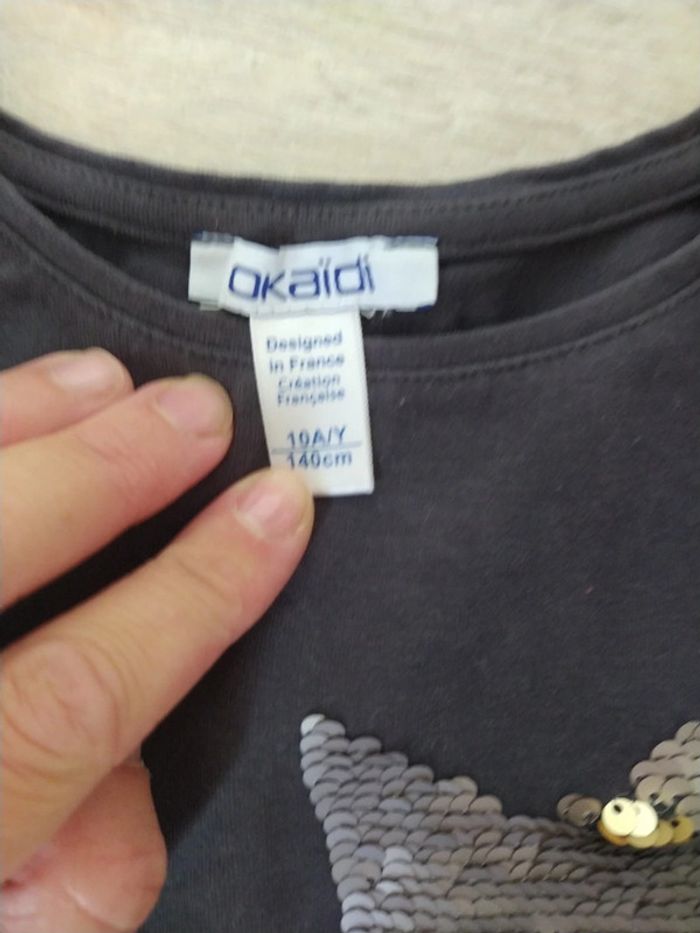 okaïdi
Designed
in France
Création
Française
10A/Y
140cm